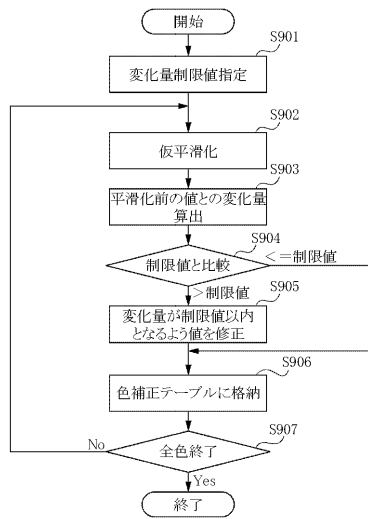 開始
S901
変化量制限値指定
S902
仮平滑化
S903
平滑化前の値との変化量
算出
S904
制限値と比較
<=制限値
>制限値
S905
変化量が制限値以内
となるよう値を修正
S906
色補正テーブルに格納
S907
全色終了
No
Yes
終了